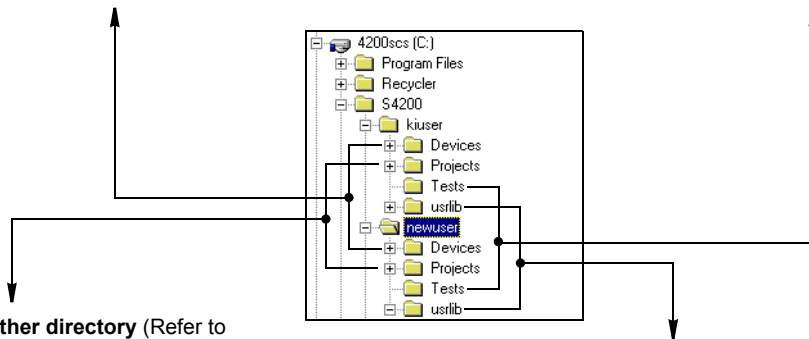 4200scs (C:)
Program Files
Recycler
S4200
kiuser
Devices
Projects
Tests
usrlib
newuser
Devices
Projects
Tests
usrlib
ther directory (Refer to